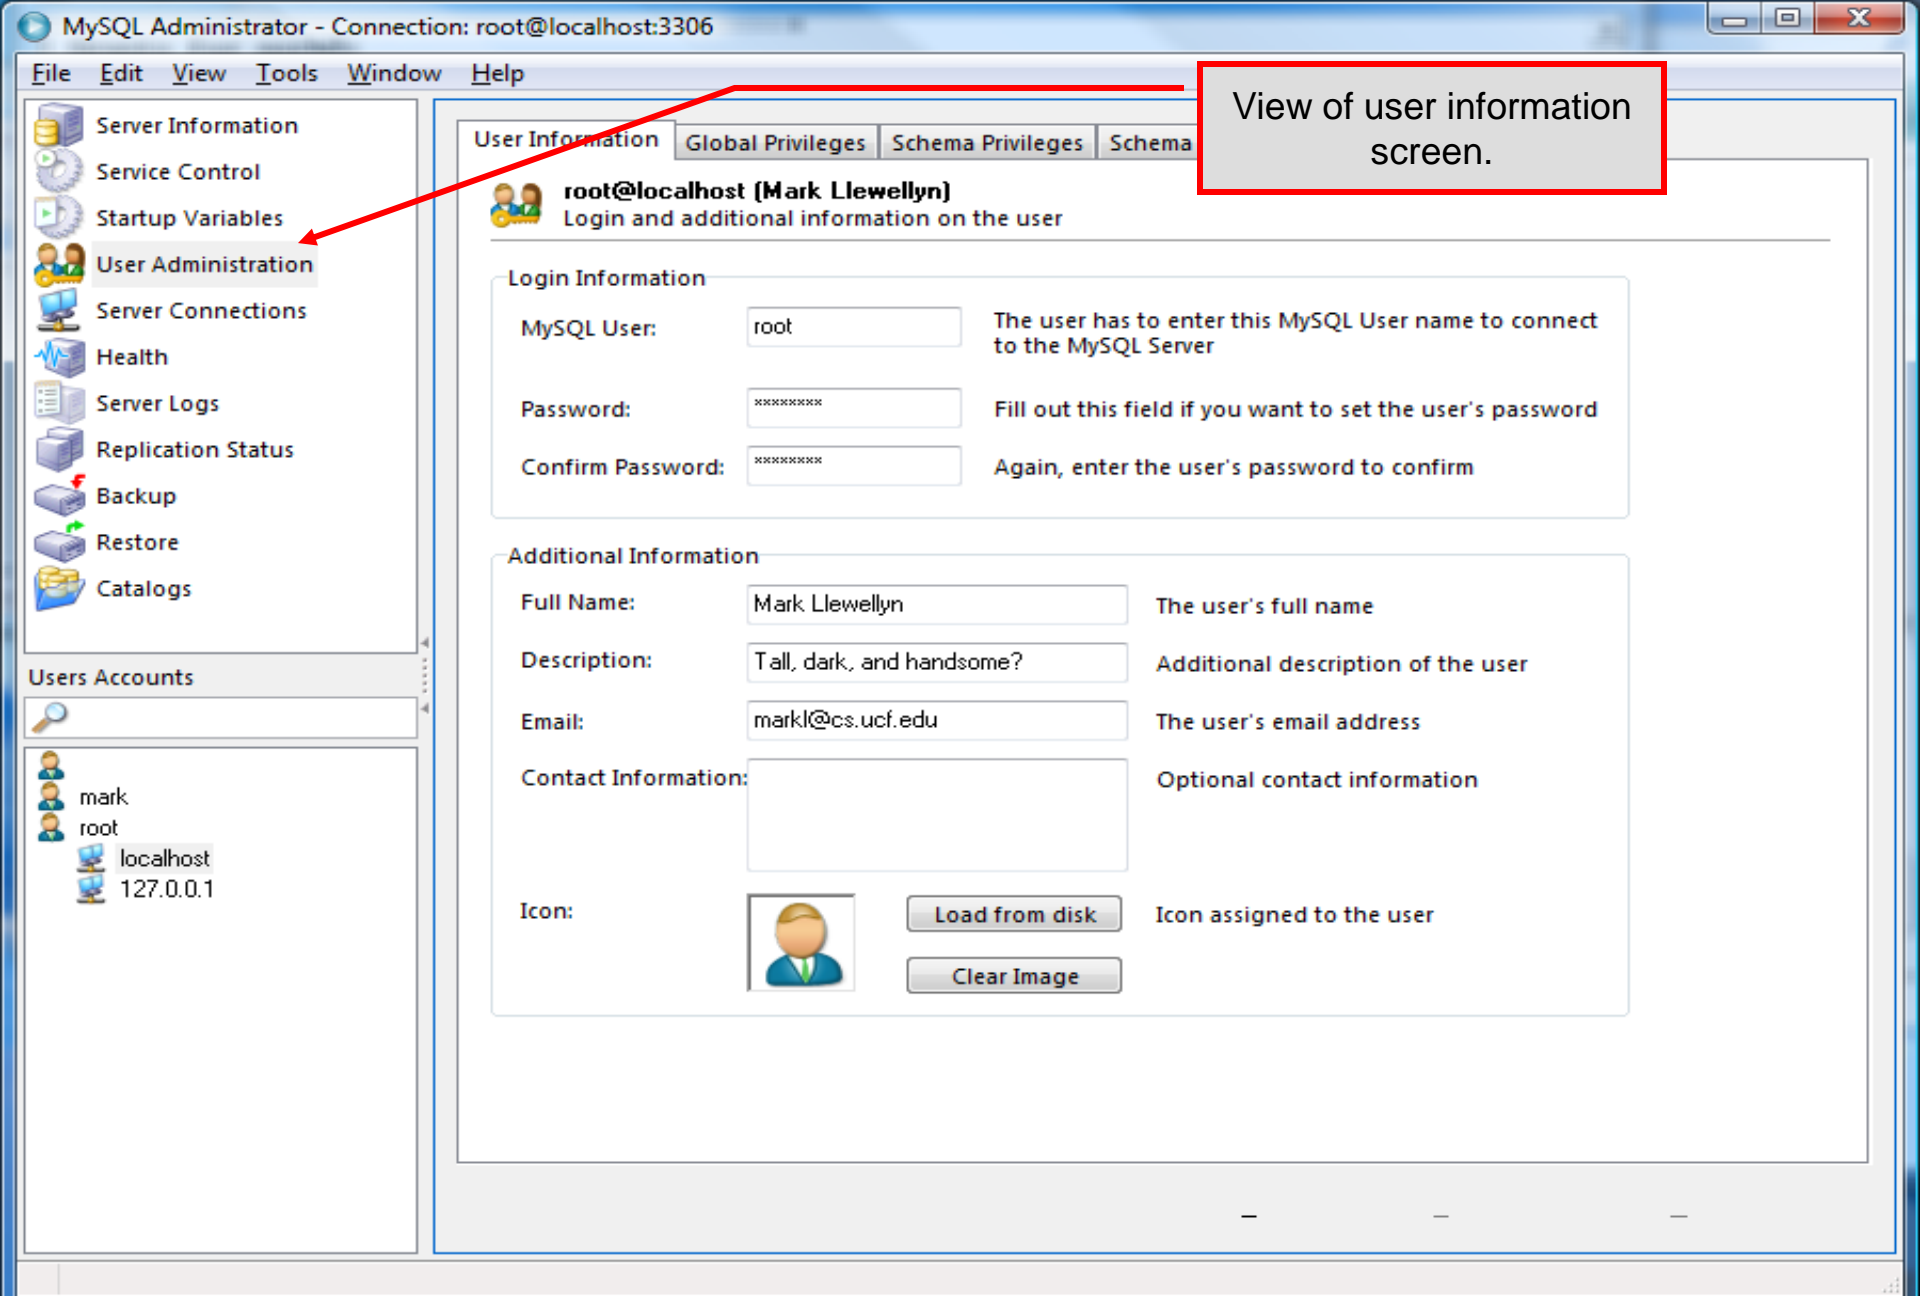 MySQL Administrator - Connection: root@localhost:3306
File Edit View Tools Window Help
View of user information
screen.
Server Information
Service Control
Startup Variables
User Administration
Server Connections
Health
Server Logs
Replication Status
Backup
Restore
Catalogs
Users Accounts
mark
root
localhost
127.0.0.1
User Information Global Privileges Schema Privileges Schema
root@localhost (Mark Llewellyn)
Login and additional information on the user
Login Information
MySQL User: root The user has to enter this MySQL User name to connect
to the MySQL Server
Password: ******** Fill out this field if you want to set the user's password
Confirm Password: ******** Again, enter the user's password to confirm
Additional Information
Full Name: Mark Llewellyn The user's full name
Description: Tall, dark, and handsome? Additional description of the user
Email: markl@cs.ucf.edu The user's email address
Contact Information: Optional contact information
Icon: Load from disk Icon assigned to the user
Clear Image